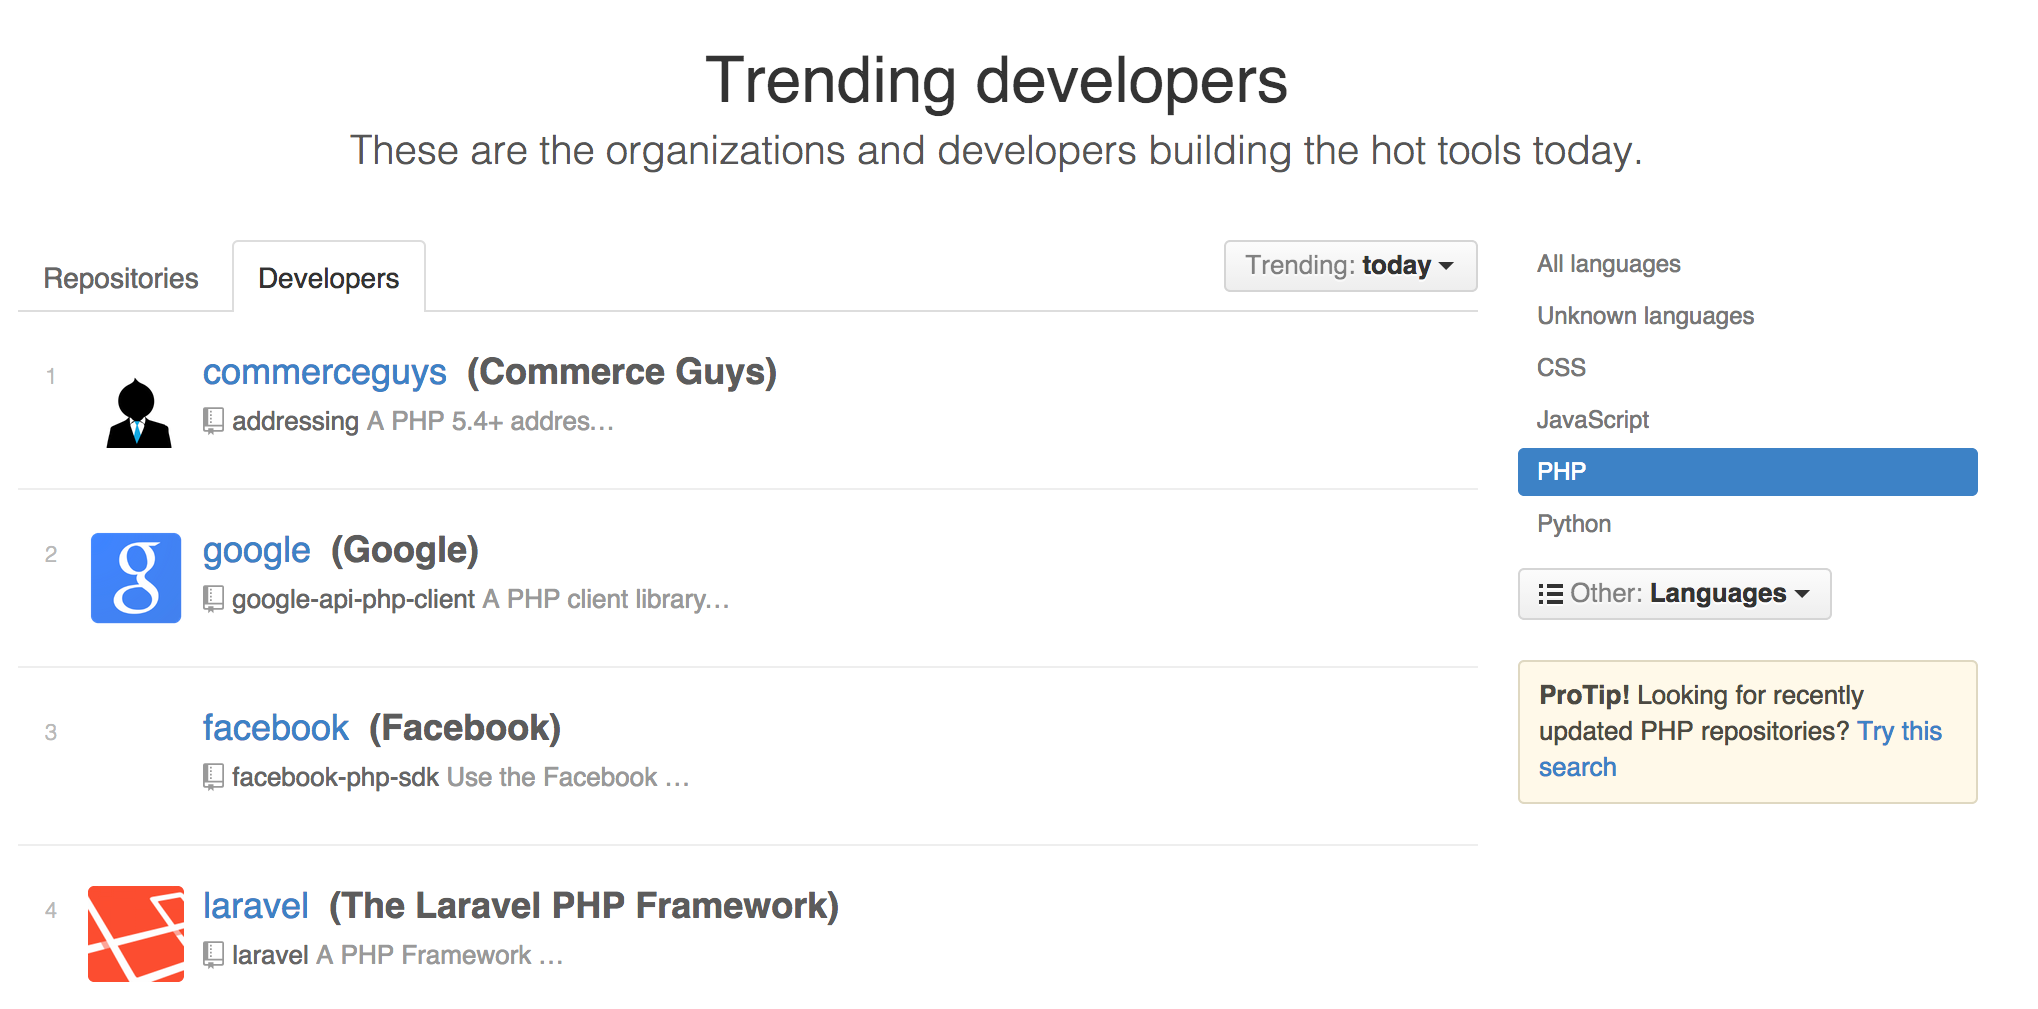 Trending developers
These are the organizations and developers building the hot tools today.
Repositories
Developers
Trending: today
1
commerceguys (Commerce Guys)
addressing A PHP 5.4+ addres…
2
google (Google)
google-api-php-client A PHP client library…
3
facebook (Facebook)
facebook-php-sdk Use the Facebook …
4
laravel (The Laravel PHP Framework)
laravel A PHP Framework …
All languages
Unknown languages
CSS
JavaScript
PHP
Python
Other: Languages
ProTip! Looking for recently
updated PHP repositories? Try this
search